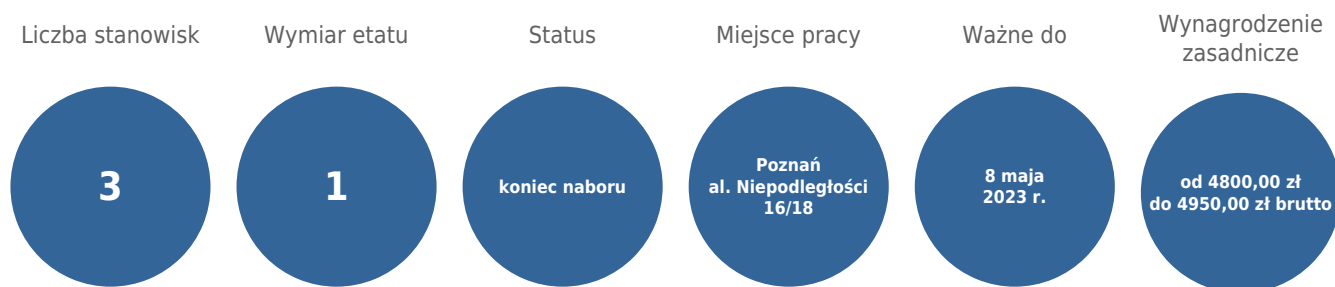 Liczba stanowisk
Wymiar etatu
Status
Miejsce pracy
Ważne do
Wynagrodzenie
zasadnicze
3
1
koniec naboru
Poznań
al. Niepodległości
16/18
8 maja
2023 r.
od 4800,00 zł
do 4950,00 zł brutto